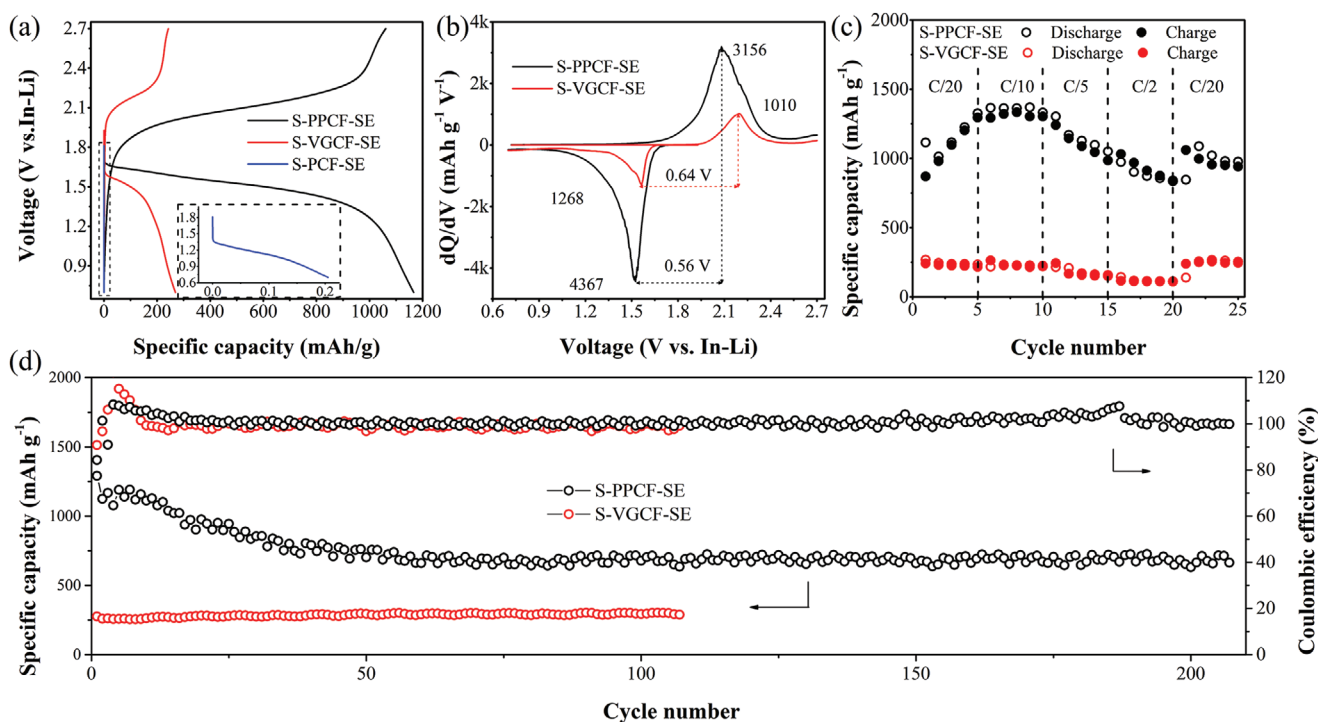 (a)
Voltage (V vs.In-Li)
2.7
2.4
2.1
1.8
1.5
1.2
0.9
S-PPCF-SE
S-VGCF-SE
S-PCF-SE
1.8
1.5
1.2
0.9
0.6
0.0 0.1 0.2
0 200 400 600 800 1000 1200
Specific capacity (mAh/g)
(b)
dQ/dV (mAh g⁻¹ V⁻¹)
4k
2k
0
-2k
-4k
S-PPCF-SE
S-VGCF-SE
3156
1010
0.64 V
1268
0.56 V
4367
0.6 0.9 1.2 1.5 1.8 2.1 2.4 2.7
Voltage (V vs. In-Li)
(c)
Specific capacity (mAh g⁻¹)
2000
1500
1000
500
0
S-PPCF-SE Discharge Charge
S-VGCF-SE Discharge Charge
C/20 C/10 C/5 C/2 C/20
0 5 10 15 20 25
Cycle number
(d)
Specific capacity (mAh g⁻¹)
2000
1750
1500
1250
1000
750
500
250
0
S-PPCF-SE
S-VGCF-SE
120
100
80
60
40
20
0
Coulombic efficiency (%)
0 50 100 150 200
Cycle number